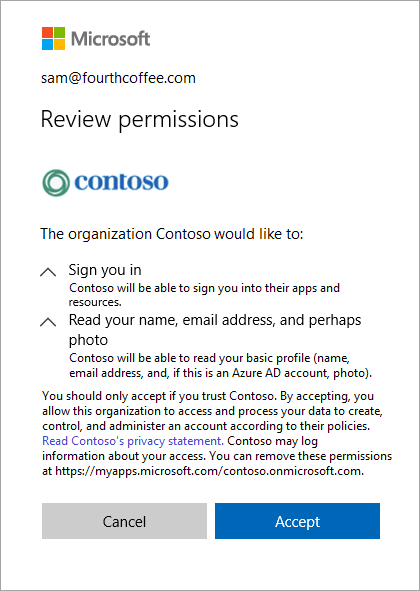 Microsoft
sam@fourthcoffee.com
Review permissions
contoso
The organization Contoso would like to:
Sign you in
Contoso will be able to sign you into their apps and
resources.
Read your name, email address, and perhaps
photo
Contoso will be able to read your basic profile (name,
email address, and, if this is an Azure AD account, photo).
You should only accept if you trust Contoso. By accepting, you
allow this organization to access and process your data to create,
control, and administer an account according to their policies.
Read Contoso's privacy statement. Contoso may log
information about your access. You can remove these permissions
at https://myapps.microsoft.com/contoso.onmicrosoft.com.
Cancel
Accept